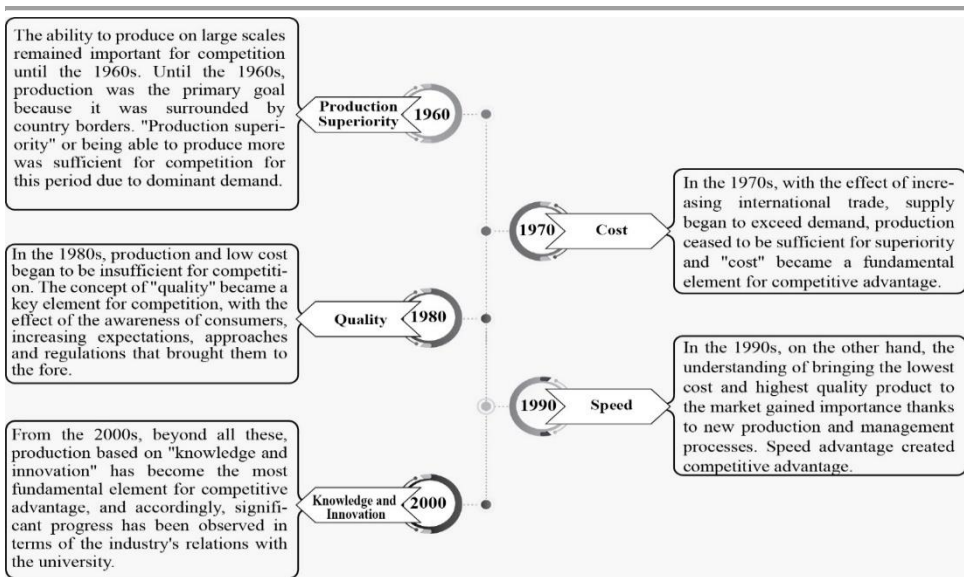 The ability to produce on large scales
remained important for competition
until the 1960s. Until the 1960s,
production was the primary goal
because it was surrounded by
country borders. "Production superi-
ority" or being able to produce more
was sufficient for competition for
this period due to dominant demand.
Production
Superiority
1960
1970
Cost
In the 1970s, with the effect of increa-
sing international trade, supply
began to exceed demand, production
ceased to be sufficient for superiority
and "cost" became a fundamental
element for competitive advantage.
In the 1980s, production and low cost
began to be insufficient for competiti-
on. The concept of "quality" became a
key element for competition, with the
effect of the awareness of consumers,
increasing expectations, approaches
and regulations that brought them to
the fore.
Quality
1980
1990
Speed
In the 1990s, on the other hand, the
understanding of bringing the lowest
cost and highest quality product to
the market gained importance thanks
to new production and management
processes. Speed advantage created
competitive advantage.
From the 2000s, beyond all these,
production based on "knowledge and
innovation" has become the most
fundamental element for competitive
advantage, and accordingly, signifi-
cant progress has been observed in
terms of the industry's relations with
the university.
Knowledge and
Innovation
2000